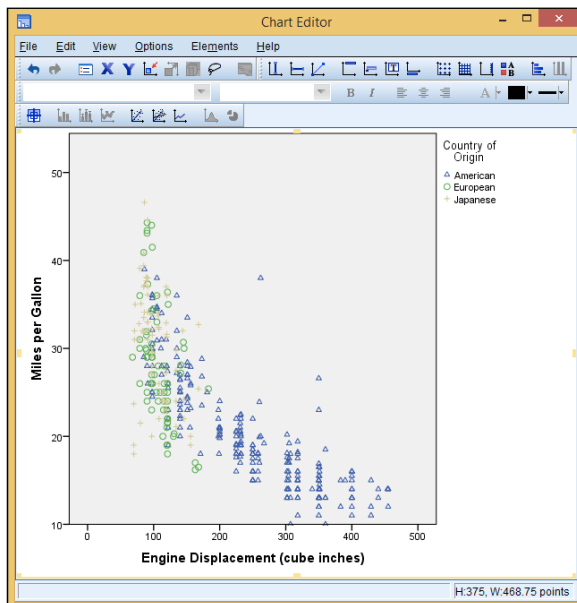 Chart Editor
File Edit View Options Elements Help
X Y
A
B
B I
A
Country of
Origin
American
European
Japanese
50
40
30
20
10
Miles per Gallon
0 100 200 300 400 500
Engine Displacement (cube inches)
H:375, W:468.75 points